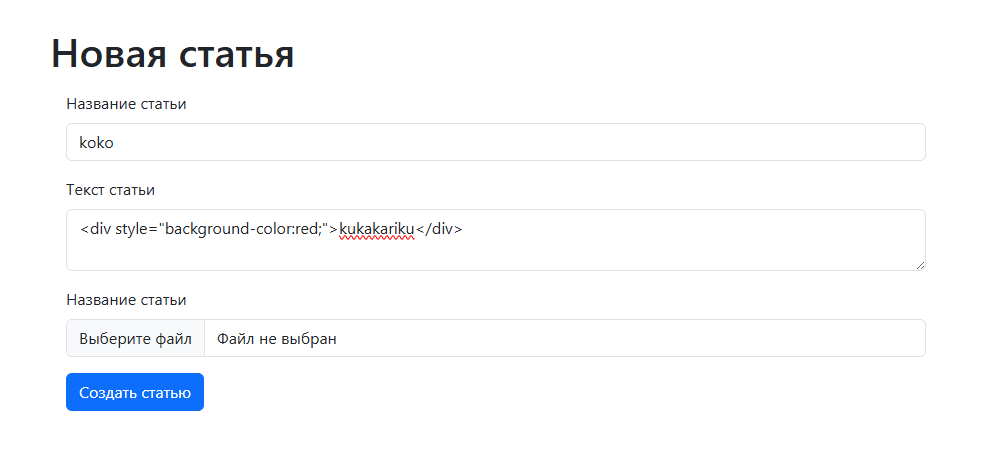 Новая статья
Название статьи
koko
Текст статьи
<div style="background-color:red;">kukakariku</div>
Название статьи
Выберите файл Файл не выбран
Создать статью